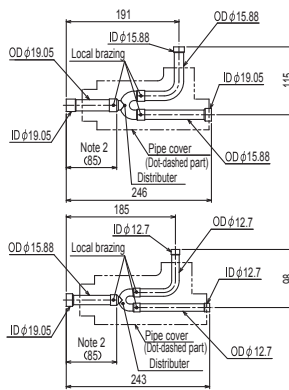 191
ID φ15.88
OD φ15.88
OD φ19.05
Local brazing
ID φ19.05
115
ID φ19.05
Note 2
(85)
OD φ15.88
Pipe cover
(Dot-dashed part)
Distributer
246
185
ID φ12.7
OD φ12.7
OD φ15.88
Local brazing
ID φ12.7
98
ID φ19.05
Note 2
(85)
Pipe cover
(Dot-dashed part)
OD φ12.7
Distributer
243